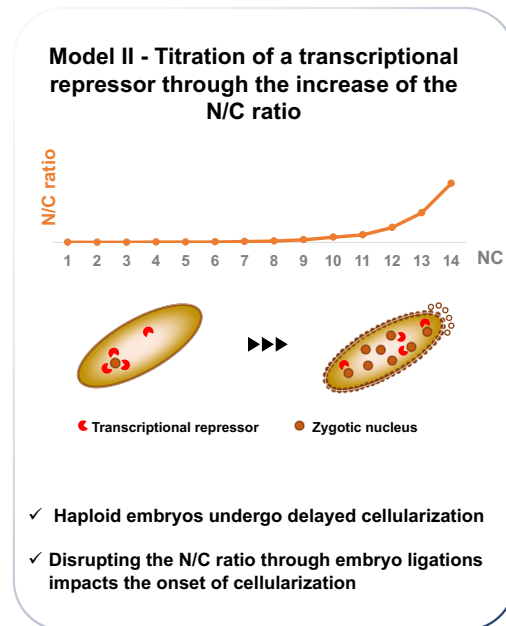 Model II - Titration of a transcriptional
repressor through the increase of the
N/C ratio
N/C ratio
1 2 3 4 5 6 7 8 9 10 11 12 13 14 NC
Transcriptional repressor Zygotic nucleus
✓ Haploid embryos undergo delayed cellularization
✓ Disrupting the N/C ratio through embryo ligations
impacts the onset of cellularization